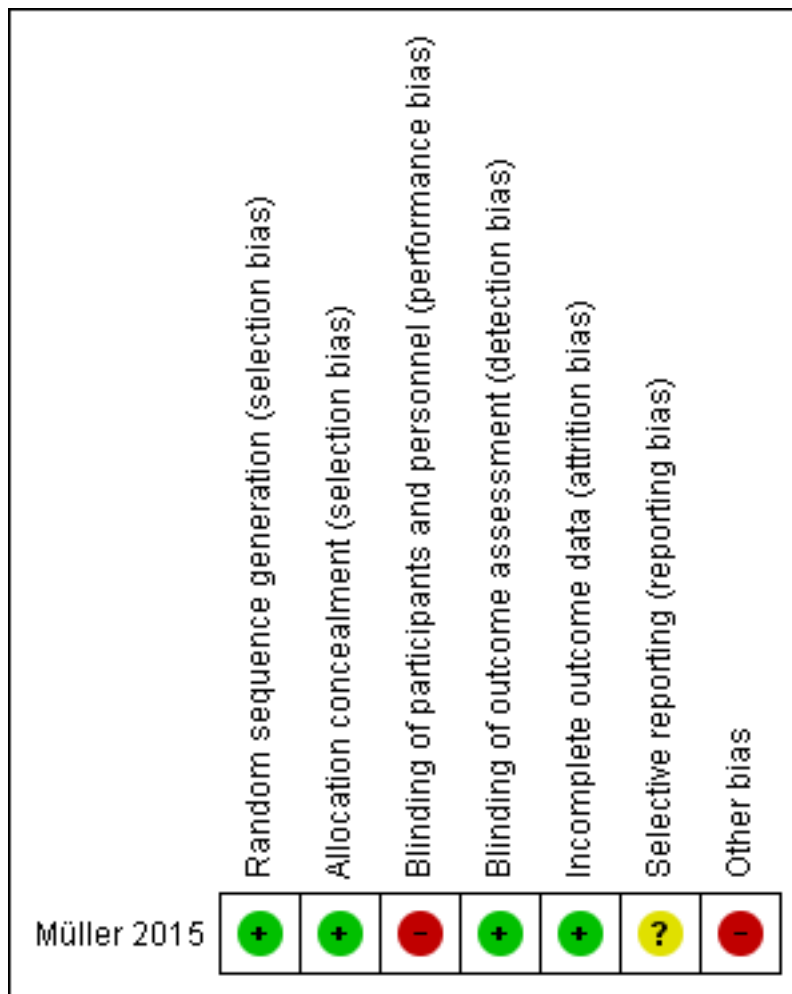 Random sequence generation (selection bias)
Allocation concealment (selection bias)
Blinding of participants and personnel (performance bias)
Blinding of outcome assessment (detection bias)
Incomplete outcome data (attrition bias)
Selective reporting (reporting bias)
Other bias
Müller 2015 + + - + + ? -